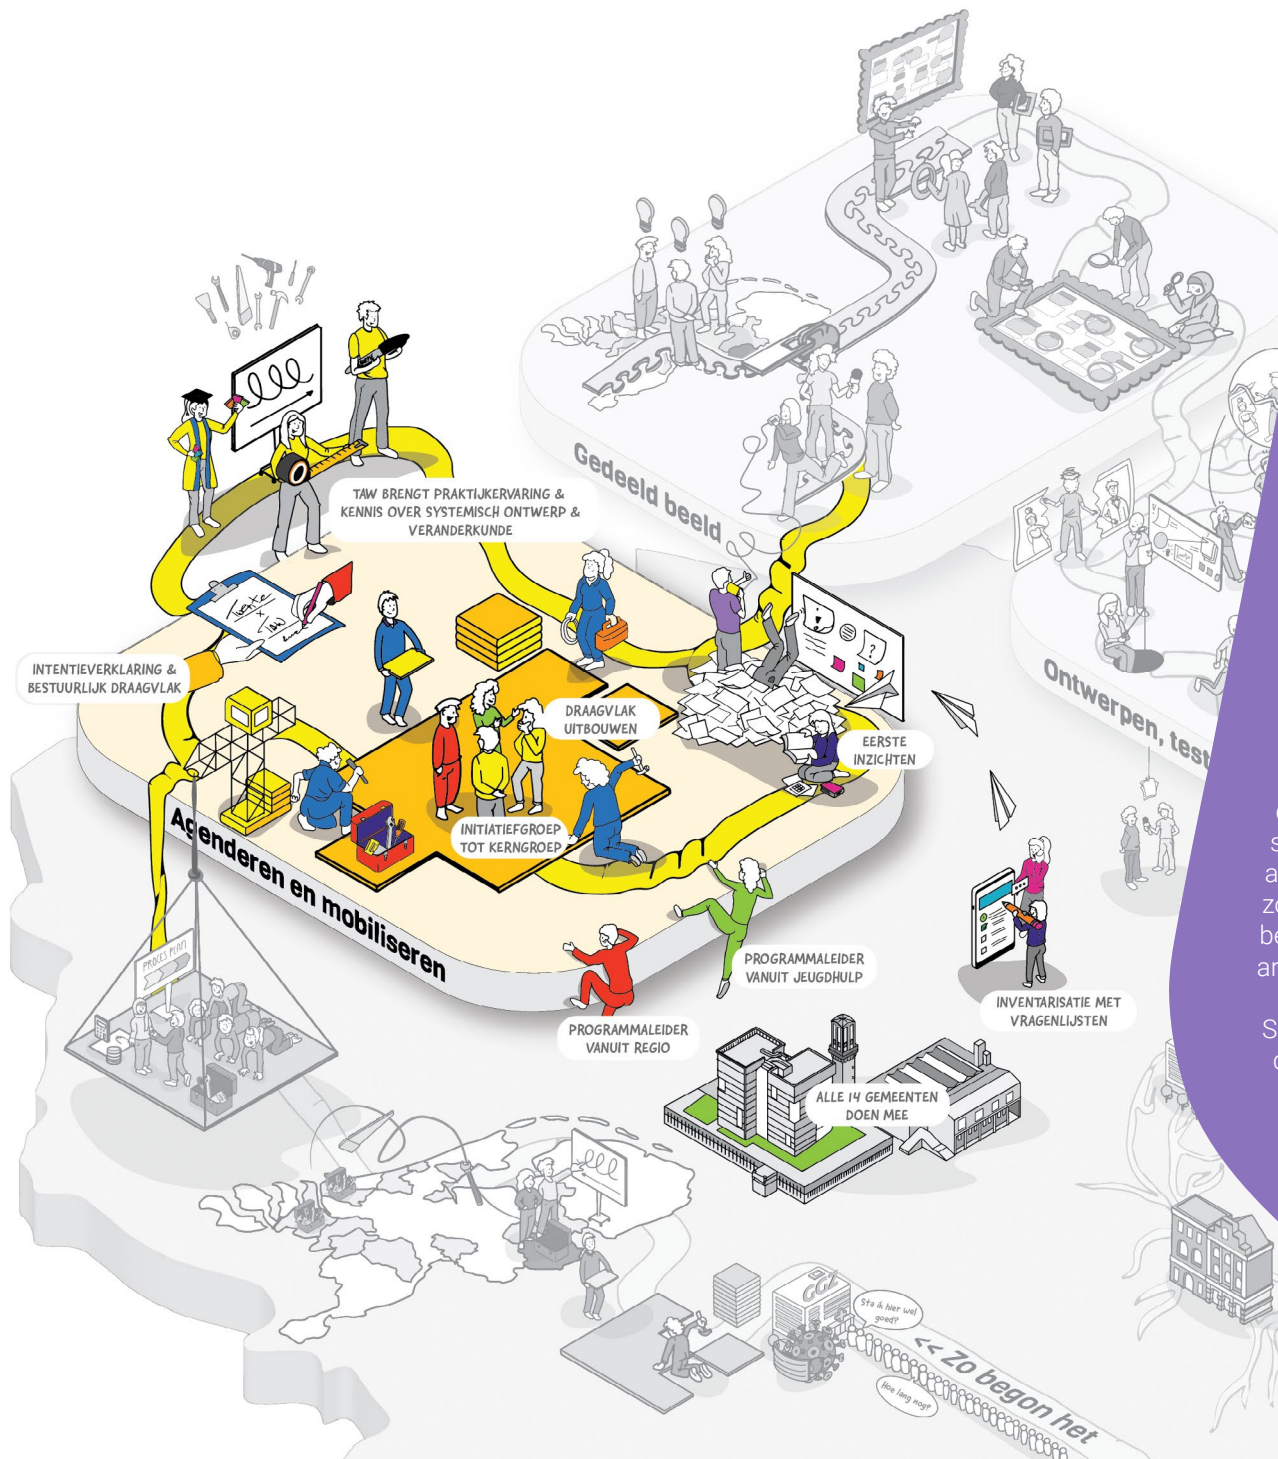 Gedeeld beeld
TAW BRENGT PRAKTIJKERVARING &
KENNIS OVER SYSTEMISCH ONTWERP &
VERANDERKUNDE
Twente
x
TAW
INTENTIEVERKLARING &
BESTUURLIJK DRAAGVLAK
DRAAGVLAK
UITBOUWEN
EERSTE
INZICHTEN
Ontwerpen, test
INITIATIEFGROEP
TOT KERNGROEP
Agenderen en mobiliseren
PROCES PLAN
PROGRAMMALEIDER
VANUIT JEUGDHULP
PROGRAMMALEIDER
VANUIT REGIO
INVENTARISATIE MET
VRAGENLIJSTEN
ALLE 14 GEMEENTEN
DOEN MEE
GGZ
Sta ik hier wel
goed?
Hoe lang nog?
<< Zo begon het